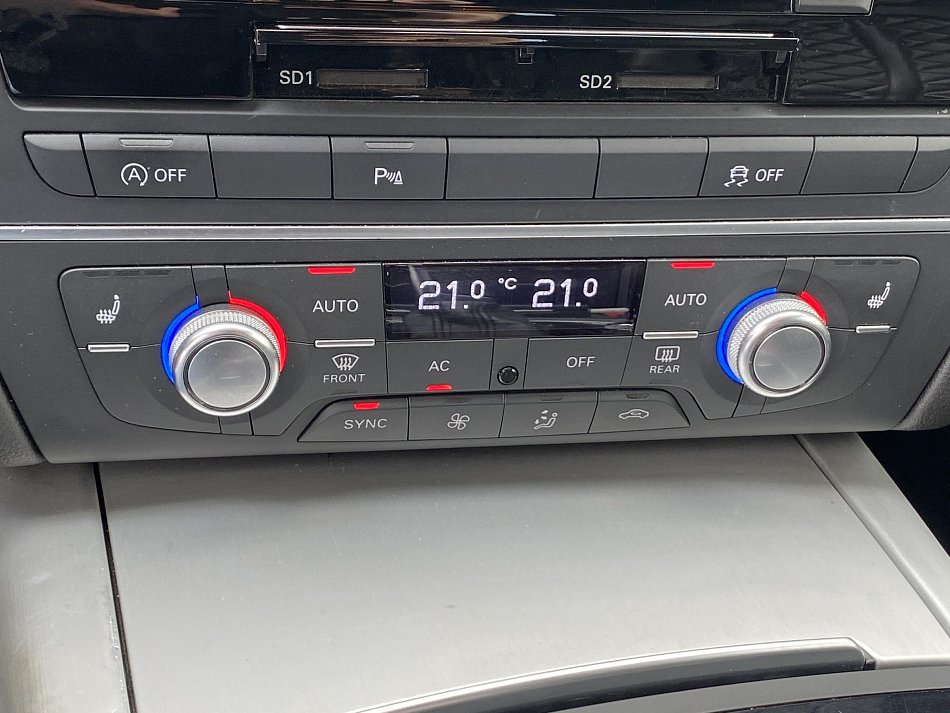 SD1
SD2
OFF
P
OFF
AUTO
21.0 °C 21.0
AUTO
FRONT
AC
OFF
REAR
SYNC